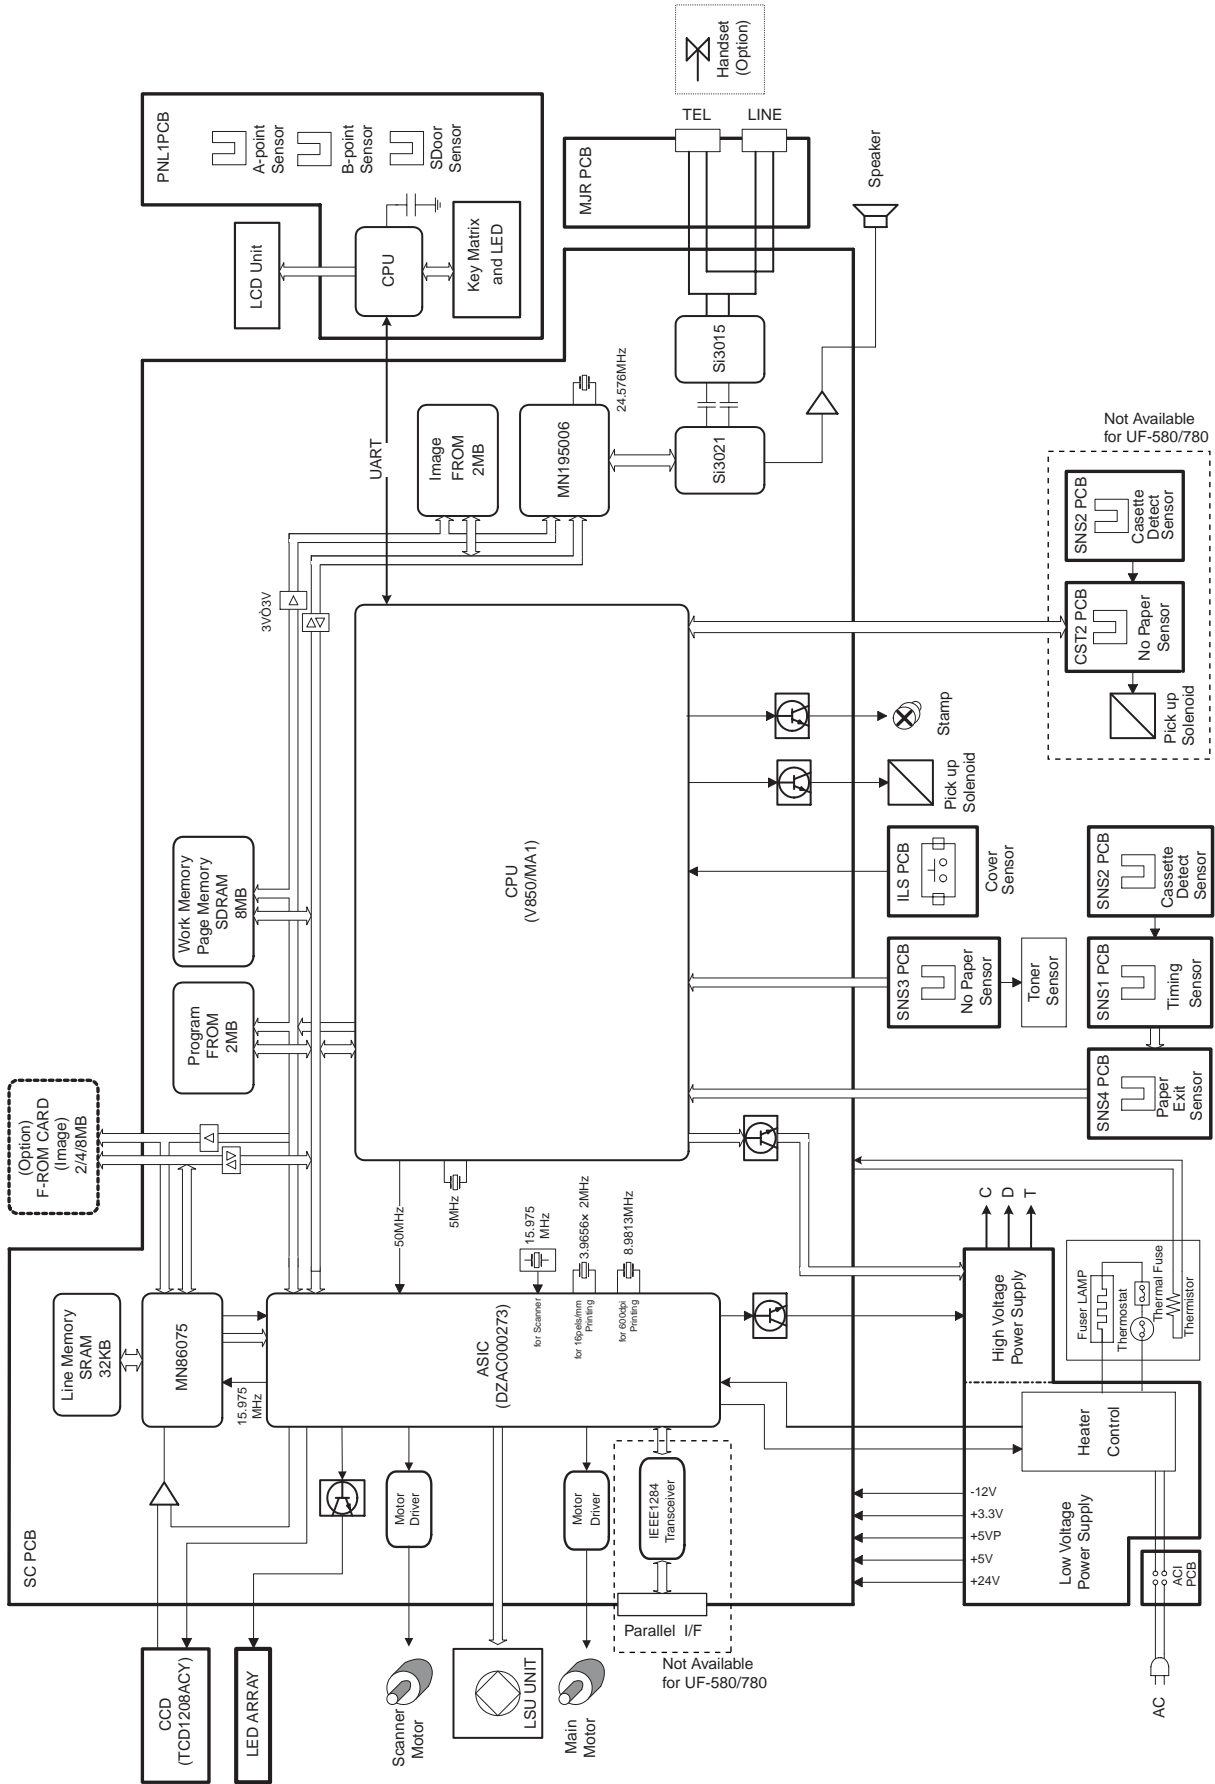 SC PCB
CCD
(TCD1208ACY)
LED ARRAY
Scanner
Motor
LSU UNIT
Main
Motor
Motor
Driver
Motor
Driver
IEEE1284
Transceiver
Parallel I/F
Not Available
for UF-580/780
Line Memory
SRAM
32KB
MN86075
15.975
MHz
ASIC
(DZAC000273)
for Scanner
for 16pels/mm
Printing
for 600dpi
Printing
50MHz
5MHz
15.975
MHz
3.9656× 2MHz
8.9813MHz
(Option)
F-ROM CARD
(Image)
2/4/8MB
Program
FROM
2MB
Work Memory
Page Memory
SDRAM
8MB
CPU
(V850/MA1)
3VÒ3V
UART
Image
FROM
2MB
MN195006
24.576MHz
Si3021
Si3015
LCD Unit
CPU
Key Matrix
and LED
PNL1PCB
A-point
Sensor
B-point
Sensor
SDoor
Sensor
MJR PCB
TEL
LINE
Handset
(Option)
Speaker
Stamp
Pick up
Solenoid
ILS PCB
Cover
Sensor
SNS3 PCB
No Paper
Sensor
Toner
Sensor
SNS2 PCB
Cassette
Detect
Sensor
SNS1 PCB
Timing
Sensor
SNS4 PCB
Paper
Exit
Sensor
Not Available
for UF-580/780
SNS2 PCB
Casette
Detect
Sensor
CST2 PCB
No Paper
Sensor
Pick up
Solenoid
High Voltage
Power Supply
C
D
T
Fuser LAMP
Thermostat
Thermal Fuse
Thermistor
Heater
Control
Low Voltage
Power Supply
-12V
+3.3V
+5VP
+5V
+24V
ACI
PCB
AC